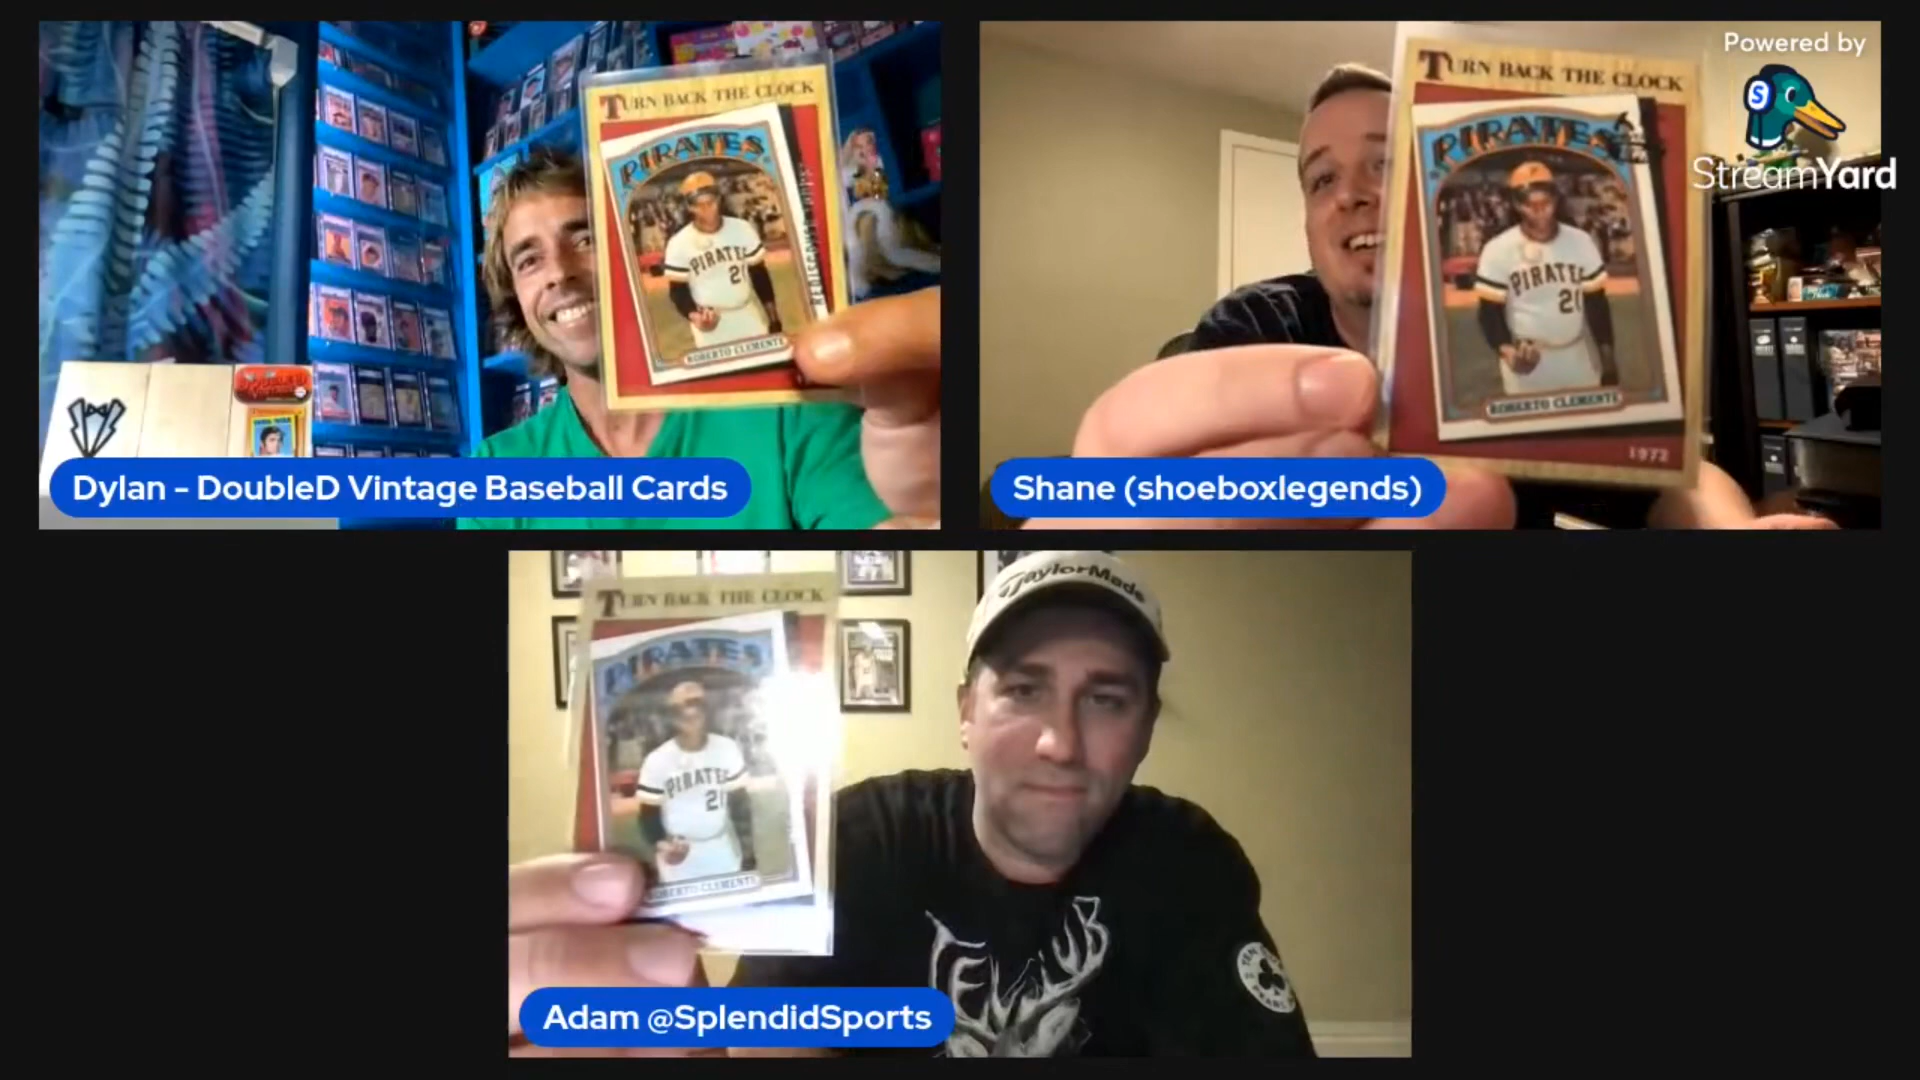 TURN BACK THE CLOCK
PIRATES
PIRATES
21
ROBERTO CLEMENTE
Dylan - DoubleD Vintage Baseball Cards
TURN BACK THE CLOCK
PIRATES
PIRATES
21
ROBERTO CLEMENTE
1972
Shane (shoeboxlegends)
Powered by
S
StreamYard
TURN BACK THE CLOCK
PIRATES
PIRATES
21
ROBERTO CLEMENTE
TaylorMade
Adam @SplendidSports